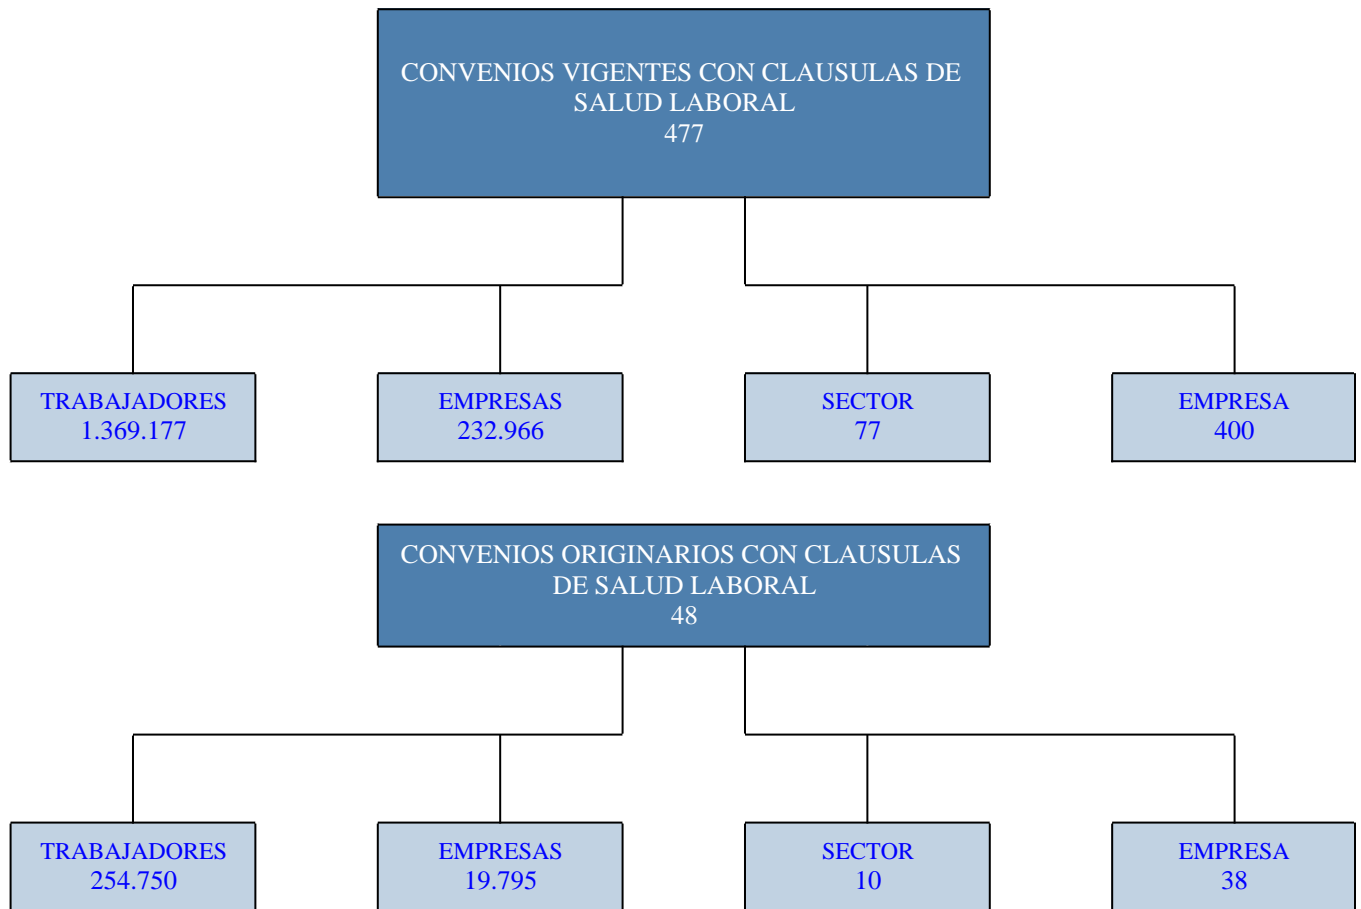 CONVENIOS VIGENTES CON CLAUSULAS DE
SALUD LABORAL
477
TRABAJADORES
1.369.177
EMPRESAS
232.966
SECTOR
77
EMPRESA
400
CONVENIOS ORIGINARIOS CON CLAUSULAS
DE SALUD LABORAL
48
TRABAJADORES
254.750
EMPRESAS
19.795
SECTOR
10
EMPRESA
38